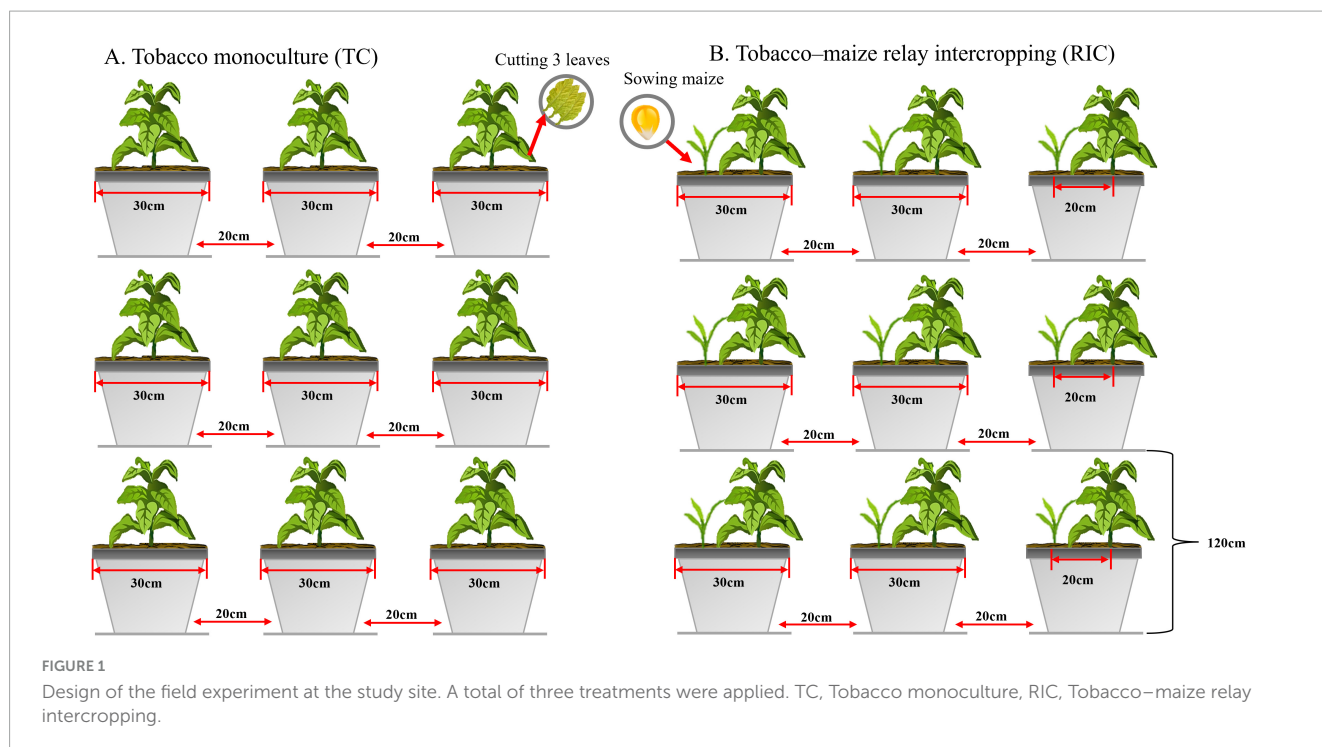 A. Tobacco monoculture (TC)
Cutting 3 leaves
B. Tobacco–maize relay intercropping (RIC)
Sowing maize
30cm 30cm 30cm 30cm 30cm 20cm
20cm 20cm 20cm 20cm
30cm 30cm 30cm 30cm 30cm 20cm
20cm 20cm 20cm 20cm
120cm
30cm 30cm 30cm 30cm 30cm 20cm
20cm 20cm 20cm 20cm
FIGURE 1
Design of the field experiment at the study site. A total of three treatments were applied. TC, Tobacco monoculture, RIC, Tobacco–maize relay
intercropping.